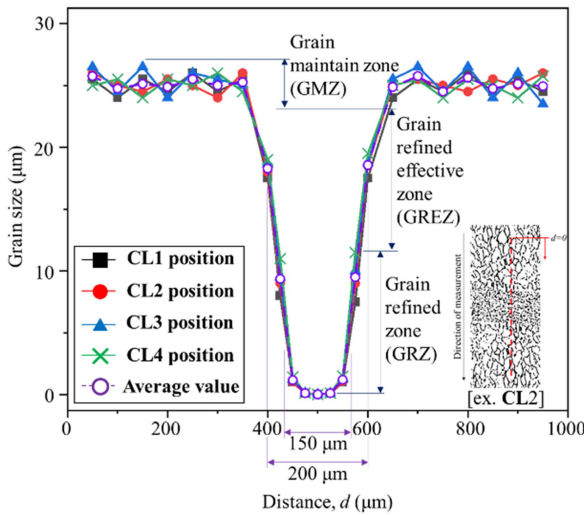 Grain size (μm)
30
20
10
0
Grain
maintain zone
(GMZ)
Grain
refined
effective
zone
(GREZ)
Grain
refined
zone
(GRZ)
CL1 position
CL2 position
CL3 position
CL4 position
Average value
Direction of measurement
d=0
[ex. CL2]
0
200
400
600
800
1000
150 μm
200 μm
Distance, d (μm)